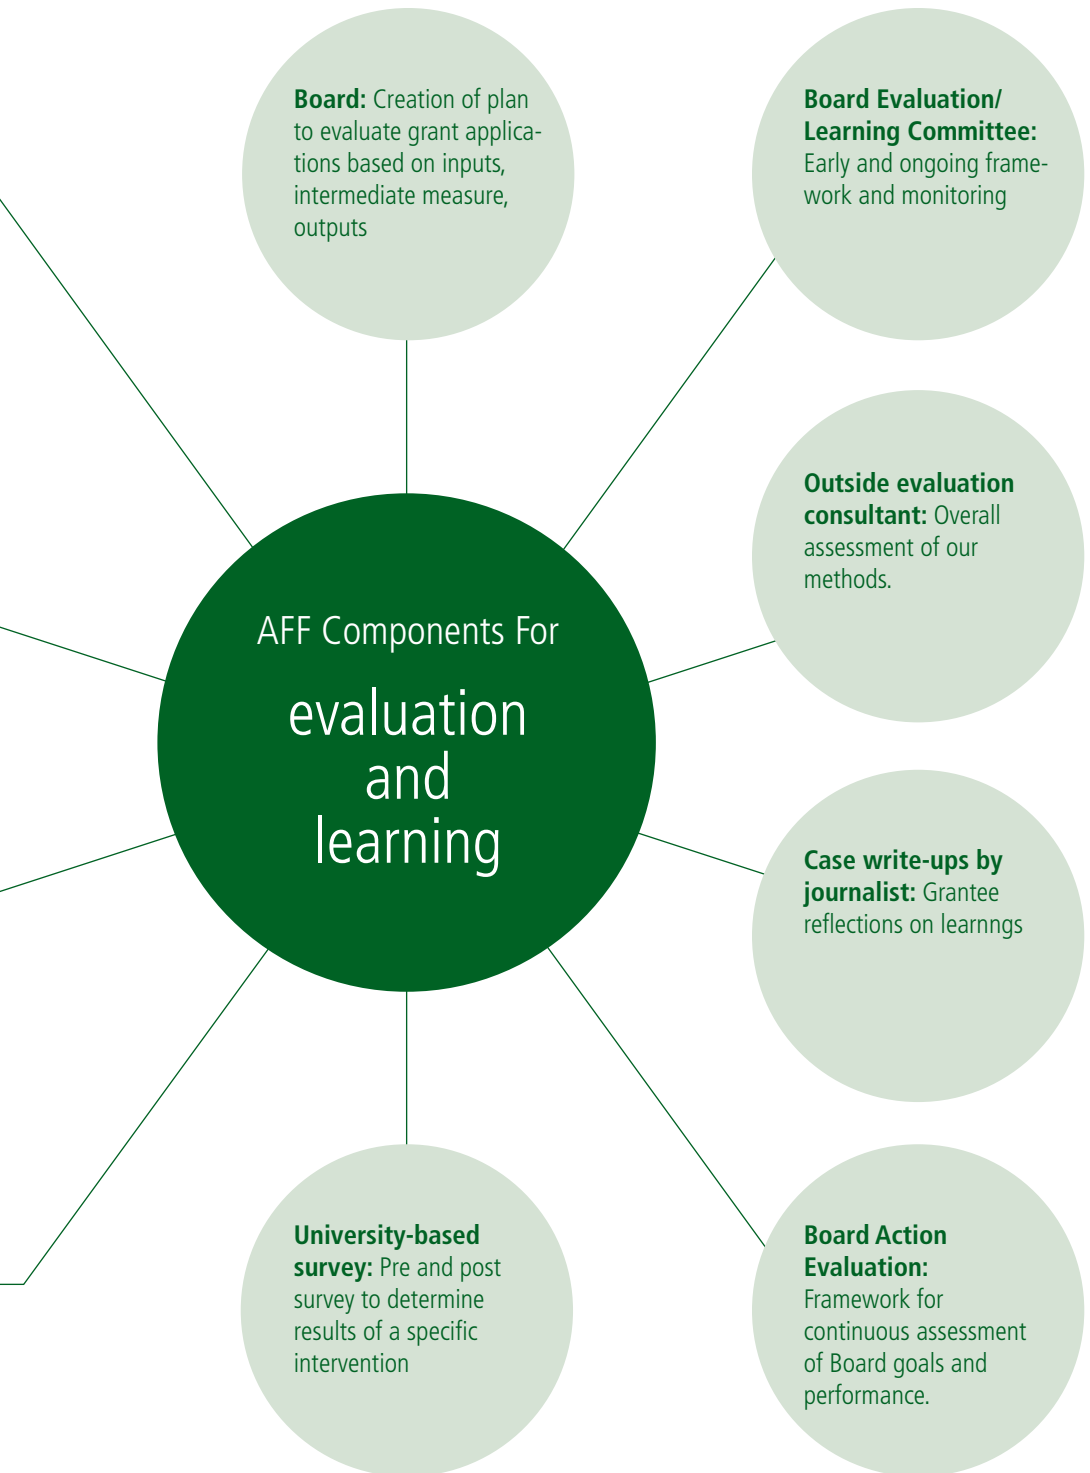 Board: Creation of plan
to evaluate grant applica-
tions based on inputs,
intermediate measure,
outputs
Board Evaluation/
Learning Committee:
Early and ongoing frame-
work and monitoring
Outside evaluation
consultant: Overall
assessment of our
methods.
AFF Components For
evaluation
and
learning
Case write-ups by
journalist: Grantee
reflections on learnngs
University-based
survey: Pre and post
survey to determine
results of a specific
intervention
Board Action
Evaluation:
Framework for
continuous assessment
of Board goals and
performance.